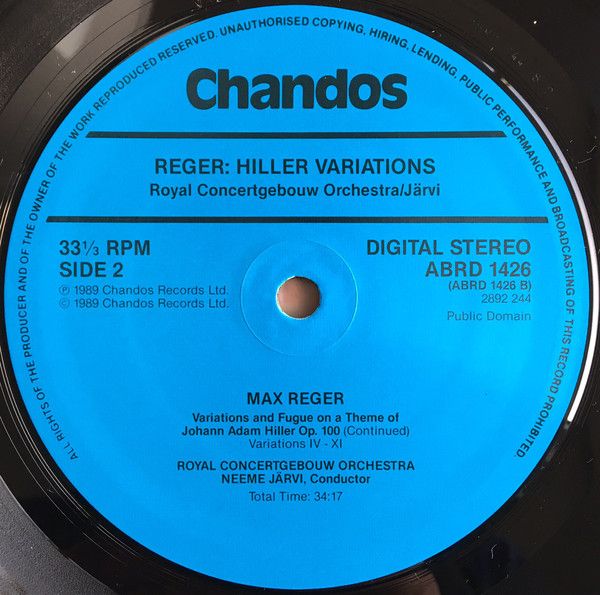 ALL RIGHTS OF THE PRODUCER AND OF THE OWNER OF THE WORK REPRODUCED RESERVED. UNAUTHORISED COPYING, HIRING, LENDING, PUBLIC PERFORMANCE AND BROADCASTING OF THIS RECORD PROHIBITED.
Chandos
REGER: HILLER VARIATIONS
Royal Concertgebouw Orchestra/Järvi
33⅓ RPM
SIDE 2
℗ 1989 Chandos Records Ltd.
© 1989 Chandos Records Ltd.
DIGITAL STEREO
ABRD 1426
(ABRD 1426 B)
2892 244
Public Domain
MAX REGER
Variations and Fugue on a Theme of
Johann Adam Hiller Op. 100 (Continued)
Variations IV - XI
ROYAL CONCERTGEBOUW ORCHESTRA
NEEME JÄRVI, Conductor
Total Time: 34:17